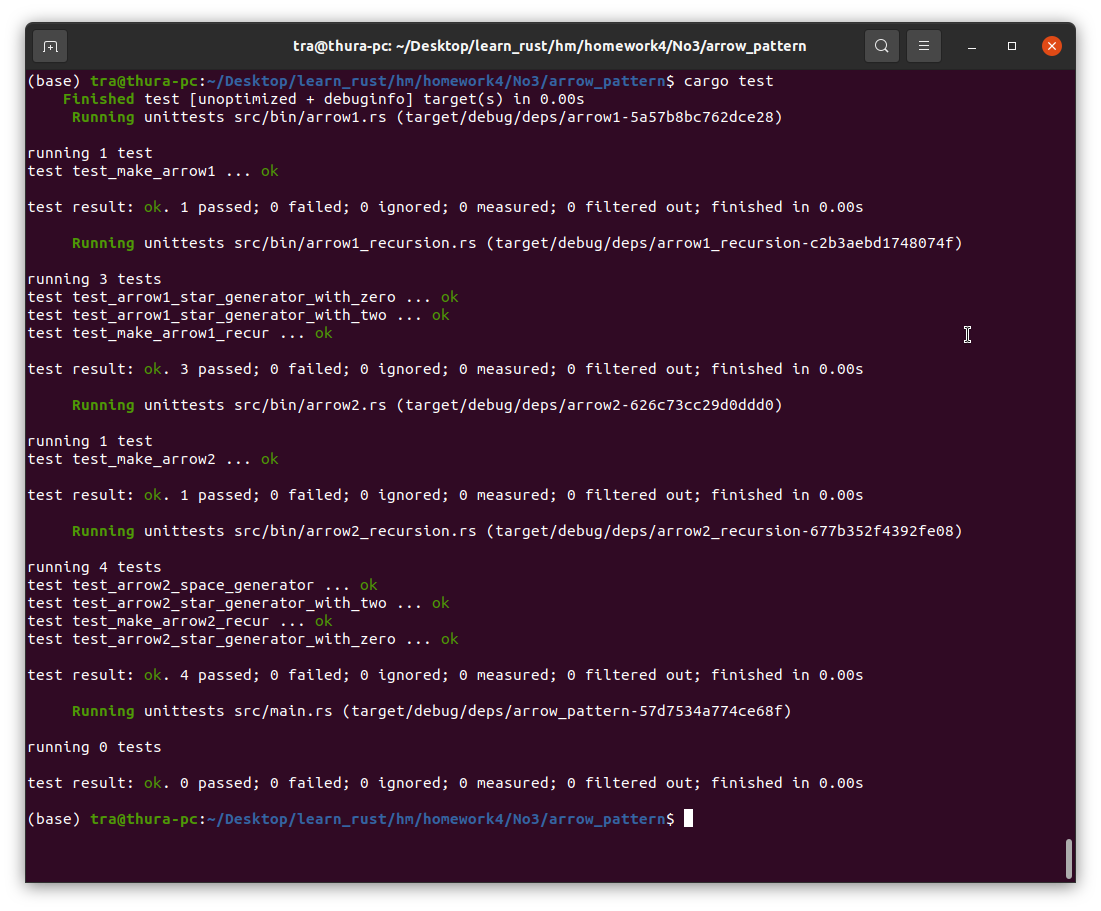 tra@thura-pc: ~/Desktop/learn_rust/hm/homework4/No3/arrow_pattern
(base) tra@thura-pc:~/Desktop/learn_rust/hm/homework4/No3/arrow_pattern$ cargo test
Finished test [unoptimized + debuginfo] target(s) in 0.00s
Running unittests src/bin/arrow1.rs (target/debug/deps/arrow1-5a57b8bc762dce28)
running 1 test
test test_make_arrow1 ... ok
test result: ok. 1 passed; 0 failed; 0 ignored; 0 measured; 0 filtered out; finished in 0.00s
Running unittests src/bin/arrow1_recursion.rs (target/debug/deps/arrow1_recursion-c2b3aebd1748074f)
running 3 tests
test test_arrow1_star_generator_with_zero ... ok
test test_arrow1_star_generator_with_two ... ok
test test_make_arrow1_recur ... ok
test result: ok. 3 passed; 0 failed; 0 ignored; 0 measured; 0 filtered out; finished in 0.00s
Running unittests src/bin/arrow2.rs (target/debug/deps/arrow2-626c73cc29d0ddd0)
running 1 test
test test_make_arrow2 ... ok
test result: ok. 1 passed; 0 failed; 0 ignored; 0 measured; 0 filtered out; finished in 0.00s
Running unittests src/bin/arrow2_recursion.rs (target/debug/deps/arrow2_recursion-677b352f4392fe08)
running 4 tests
test test_arrow2_space_generator ... ok
test test_arrow2_star_generator_with_two ... ok
test test_make_arrow2_recur ... ok
test test_arrow2_star_generator_with_zero ... ok
test result: ok. 4 passed; 0 failed; 0 ignored; 0 measured; 0 filtered out; finished in 0.00s
Running unittests src/main.rs (target/debug/deps/arrow_pattern-57d7534a774ce68f)
running 0 tests
test result: ok. 0 passed; 0 failed; 0 ignored; 0 measured; 0 filtered out; finished in 0.00s
(base) tra@thura-pc:~/Desktop/learn_rust/hm/homework4/No3/arrow_pattern$